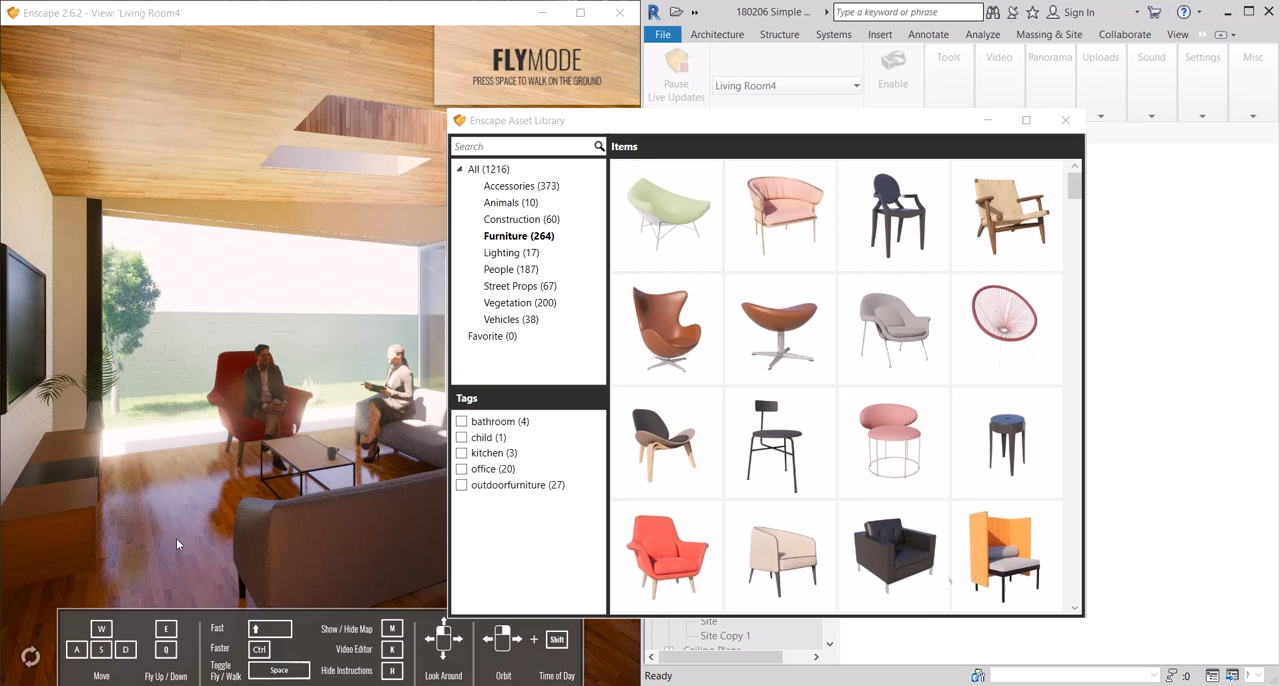 Enscape 2.6.2 - View: 'Living Room4'
FLYMODE
PRESS SPACE TO WALK ON THE GROUND
180206 Simple ...
Type a keyword or phrase
Sign In
File
Architecture
Structure
Systems
Insert
Annotate
Analyze
Massing & Site
Collaborate
View
Pause
Live Updates
Living Room4
Enable
Tools
Video
Panorama
Uploads
Sound
Settings
Misc
Enscape Asset Library
Search
Items
All (1216)
Accessories (373)
Animals (10)
Construction (60)
Furniture (264)
Lighting (17)
People (187)
Street Props (67)
Vegetation (200)
Vehicles (38)
Favorite (0)
Tags
bathroom (4)
child (1)
kitchen (3)
office (20)
outdoorfurniture (27)
W
A S D
Move
E
Q
Fly Up / Down
Fast
Faster
Ctrl
Toggle
Fly / Walk
Space
Show / Hide Map
M
Video Editor
K
Hide Instructions
H
Look Around
Orbit
+ Shift
Time of Day
Site
Site Copy 1
Ceiling Plans
Ready
:0